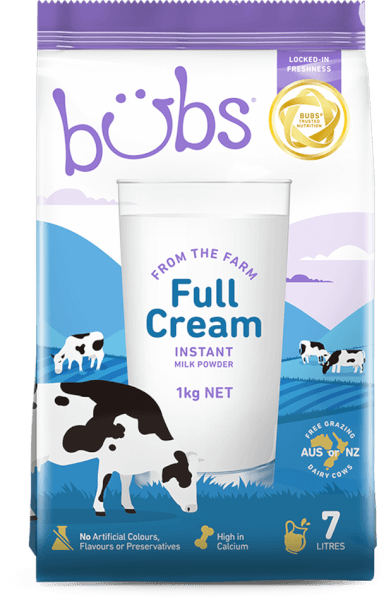 LOCKED-IN
FRESHNESS
bübs®
BUBS®
TRUSTED
NUTRITION
FROM THE FARM
Full
Cream
INSTANT
MILK POWDER
1kg NET
FREE GRAZING
AUS OR NZ
DAIRY COWS
No Artificial Colours,
Flavours or Preservatives
High in
Calcium
7
LITRES